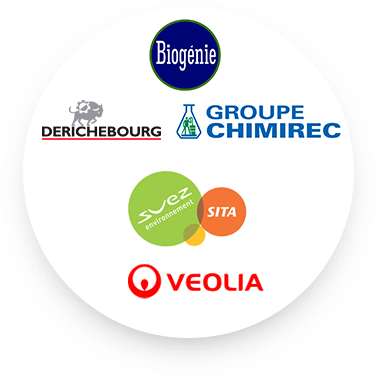 Biogénie
DERICHEBOURG
GROUPE
CHIMIREC
suez
environnement
SITA
VEOLIA